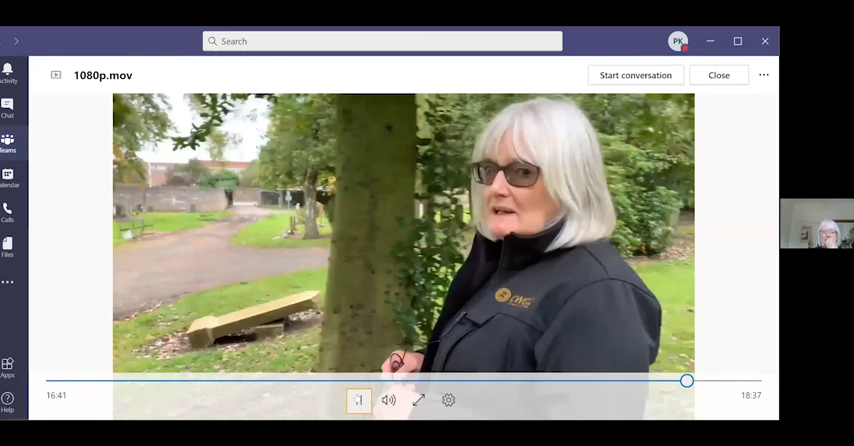 Search
PK
1080p.mov
Start conversation
Close
Activity
Chat
Teams
Calendar
Calls
Files
Apps
Help
CWGC
16:41
18:37